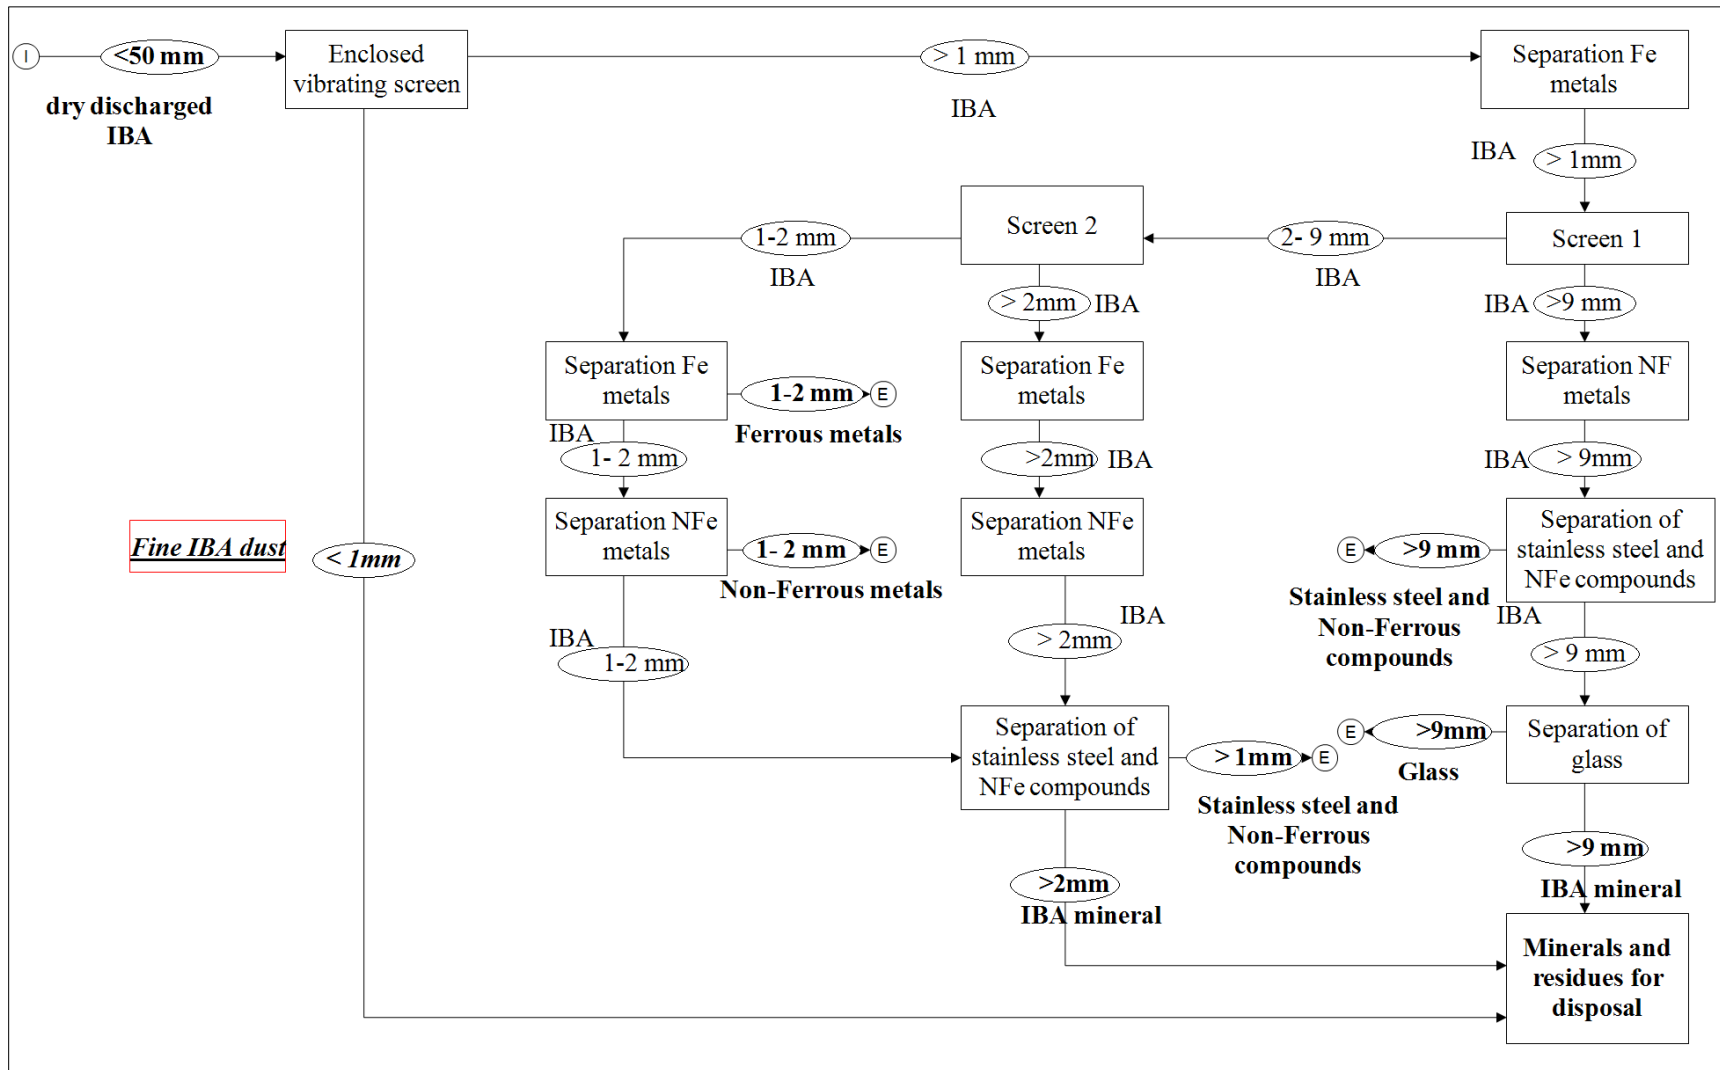 I
<50 mm
dry discharged
IBA
Enclosed
vibrating screen
> 1 mm
IBA
Separation Fe
metals
IBA
> 1mm
Screen 1
2- 9 mm
IBA
Screen 2
1-2 mm
IBA
> 2mm
IBA
IBA
>9 mm
Separation Fe
metals
1-2 mm
E
Ferrous metals
IBA
1- 2 mm
Separation Fe
metals
>2mm
IBA
Separation NF
metals
IBA
> 9mm
Fine IBA dust
< 1mm
Separation NFe
metals
1- 2 mm
E
Non-Ferrous metals
IBA
1-2 mm
Separation NFe
metals
IBA
> 2mm
Separation of
stainless steel and
NFe compounds
E
>9 mm
Stainless steel and
Non-Ferrous
compounds
IBA
> 9 mm
Separation of
stainless steel and
NFe compounds
> 1mm
E
Stainless steel and
Non-Ferrous
compounds
E
>9mm
Glass
Separation of
glass
>2mm
IBA mineral
>9 mm
IBA mineral
Minerals and
residues for
disposal